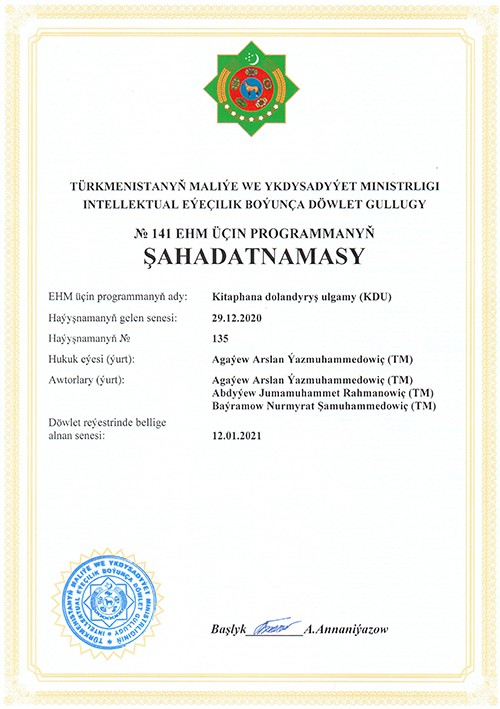 TÜRKMENISTANYŇ MALIÝE WE YKDYSADYÝET MINISTRLIGI
INTELLEKTUAL EÝEÇILIK BOÝUNÇA DÖWLET GULLUGY
№ 141 EHM ÜÇIN PROGRAMMANYŇ
ŞAHADATNAMASY
EHM üçin programmanyň ady: Kitaphana dolandyryş ulgamy (KDU)
Haýyşnamanyň gelen senesi: 29.12.2020
Haýyşnamanyň № 135
Hukuk eýesi (ýurt): Agaýew Arslan Ýazmuhammedowiç (TM)
Awtorlary (ýurt): Agaýew Arslan Ýazmuhammedowiç (TM)
Abdyýew Jumamuhammet Rahmanowiç (TM)
Baýramow Nurmyrat Şamuhammedowiç (TM)
Döwlet reýestrinde bellige
alnan senesi: 12.01.2021
TÜRKMENISTANYŇ MALIÝE WE YKDYSADYÝET MINISTRLIGINIŇ
INTELLEKTUAL EÝEÇILIK BOÝUNÇA DÖWLET GULLUGY
Başlyk A.Annaniýazow